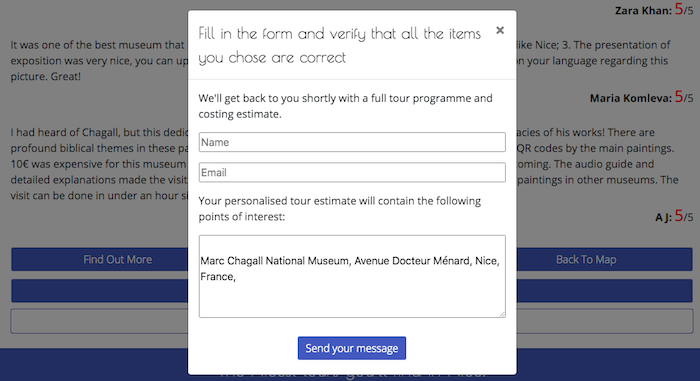 Zara Khan: 5/5
Fill in the form and verify that all the items
you chose are correct
×
It was one of the best museum that
like Nice; 3. The presentation of
exposition was very nice, you can up
on your language regarding this
picture. Great!
We'll get back to you shortly with a full tour programme and
costing estimate.
Maria Komleva: 5/5
Name
I had heard of Chagall, but this dedic
acies of his works! There are
profound biblical themes in these pa
QR codes by the main paintings.
10€ was expensive for this museum
oming. The audio guide and
Email
detailed explanations made the visit
paintings in other museums. The
visit can be done in under an hour si
Your personalised tour estimate will contain the following
points of interest:
A J: 5/5
Marc Chagall National Museum, Avenue Docteur Ménard, Nice,
France,
Find Out More
Back To Map
Send your message